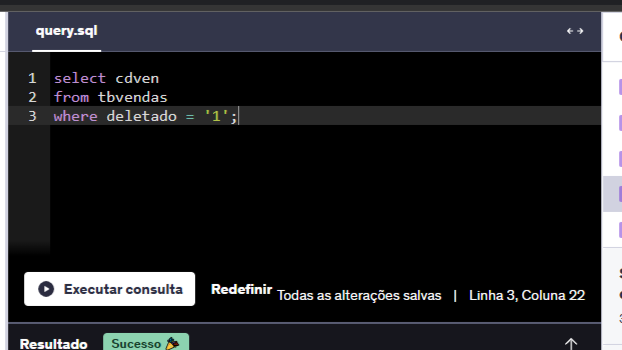 query.sql
1 select cdven
2 from tbvendas
3 where deletado = '1';
Executar consulta Redefinir Todas as alterações salvas | Linha 3, Coluna 22
Resultado Sucesso